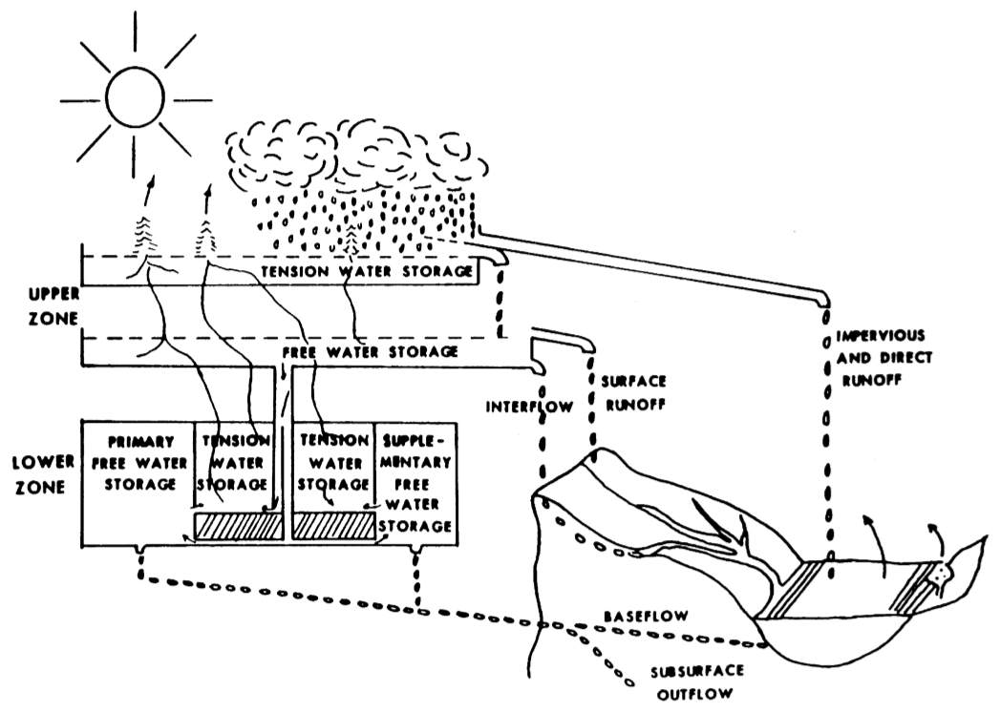 TENSION WATER STORAGE
UPPER
ZONE
FREE WATER STORAGE
IMPERVIOUS
AND DIRECT
RUNOFF
SURFACE
RUNOFF
INTERFLOW
LOWER
ZONE
PRIMARY
FREE WATER
STORAGE
TENSION
WATER
STORAGE
TENSION
WATER
STORAGE
SUPPLE-
MENTARY
FREE
WATER
STORAGE
BASEFLOW
SUBSURFACE
OUTFLOW